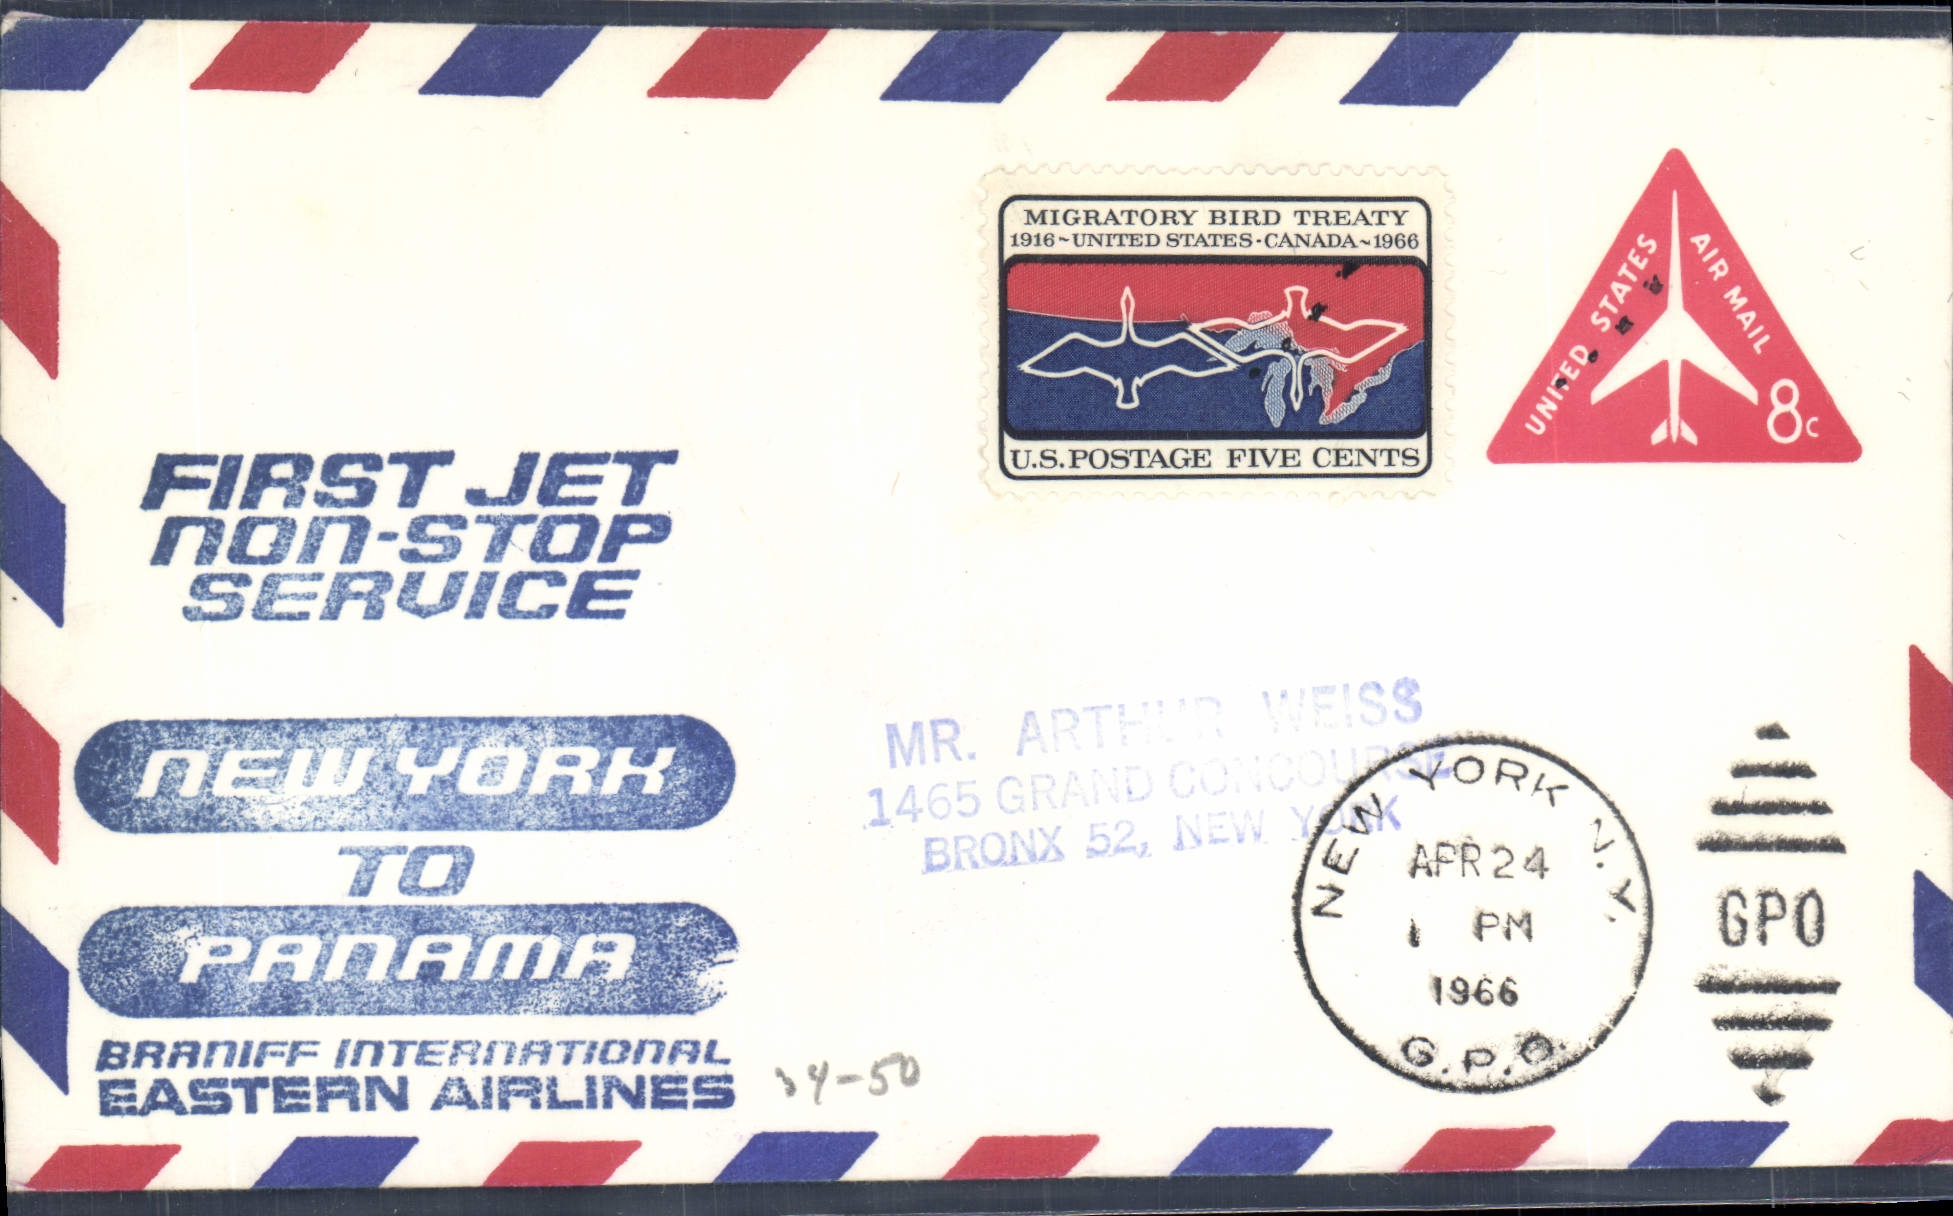 MIGRATORY BIRD TREATY
1916~UNITED STATES·CANADA~1966
U.S. POSTAGE FIVE CENTS
UNITED STATES
AIR MAIL
8c
FIRST JET
NON-STOP
SERVICE
NEW YORK
TO
PANAMA
BRANIFF INTERNATIONAL
EASTERN AIRLINES
MR. ARTHUR WEISS
1465 GRAND CONCOURSE
BRONX 52, NEW YORK
NEW YORK N.Y.
APR 24
1 PM
1966
G.P.O.
GPO